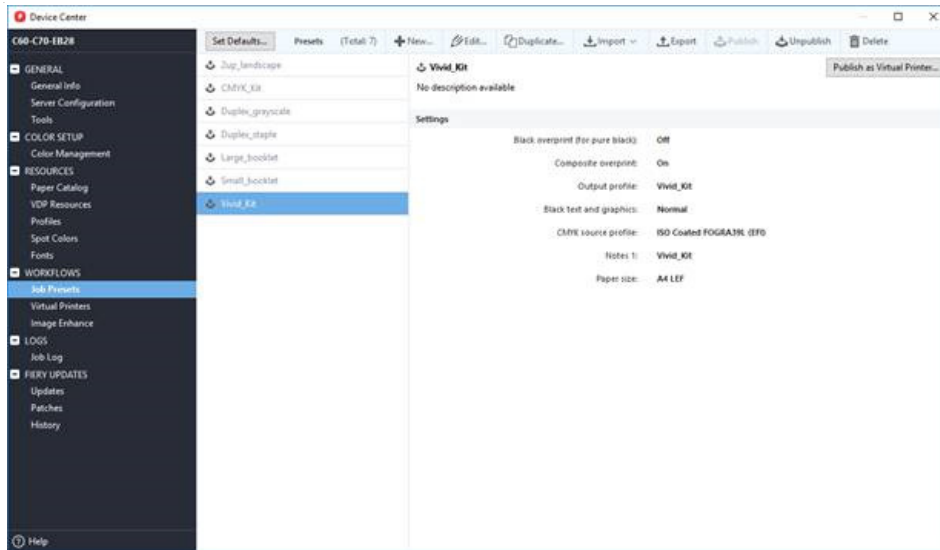 Device Center
C60-C70-EB28
Set Defaults... Presets (Total: 7) New... Edit... Duplicate... Import Export Publish Unpublish Delete
GENERAL
General Info
Server Configuration
Tools
COLOR SETUP
Color Management
RESOURCES
Paper Catalog
VDP Resources
Profiles
Spot Colors
Fonts
WORKFLOWS
Job Presets
Virtual Printers
Image Enhance
LOGS
Job Log
FIERY UPDATES
Updates
Patches
History
Help
2up_landscape
CMYK_Kit
Duplex_grayscale
Duplex_staple
Large_booklet
Small_booklet
Vivid_Kit
Vivid_Kit
Publish as Virtual Printer...
No description available
Settings
Black overprint (for pure black): Off
Composite overprint: On
Output profile: Vivid_Kit
Black text and graphics: Normal
CMYK source profile: ISO Coated FOGRA39L (EFI)
Notes 1: Vivid_Kit
Paper size: A4 LEF